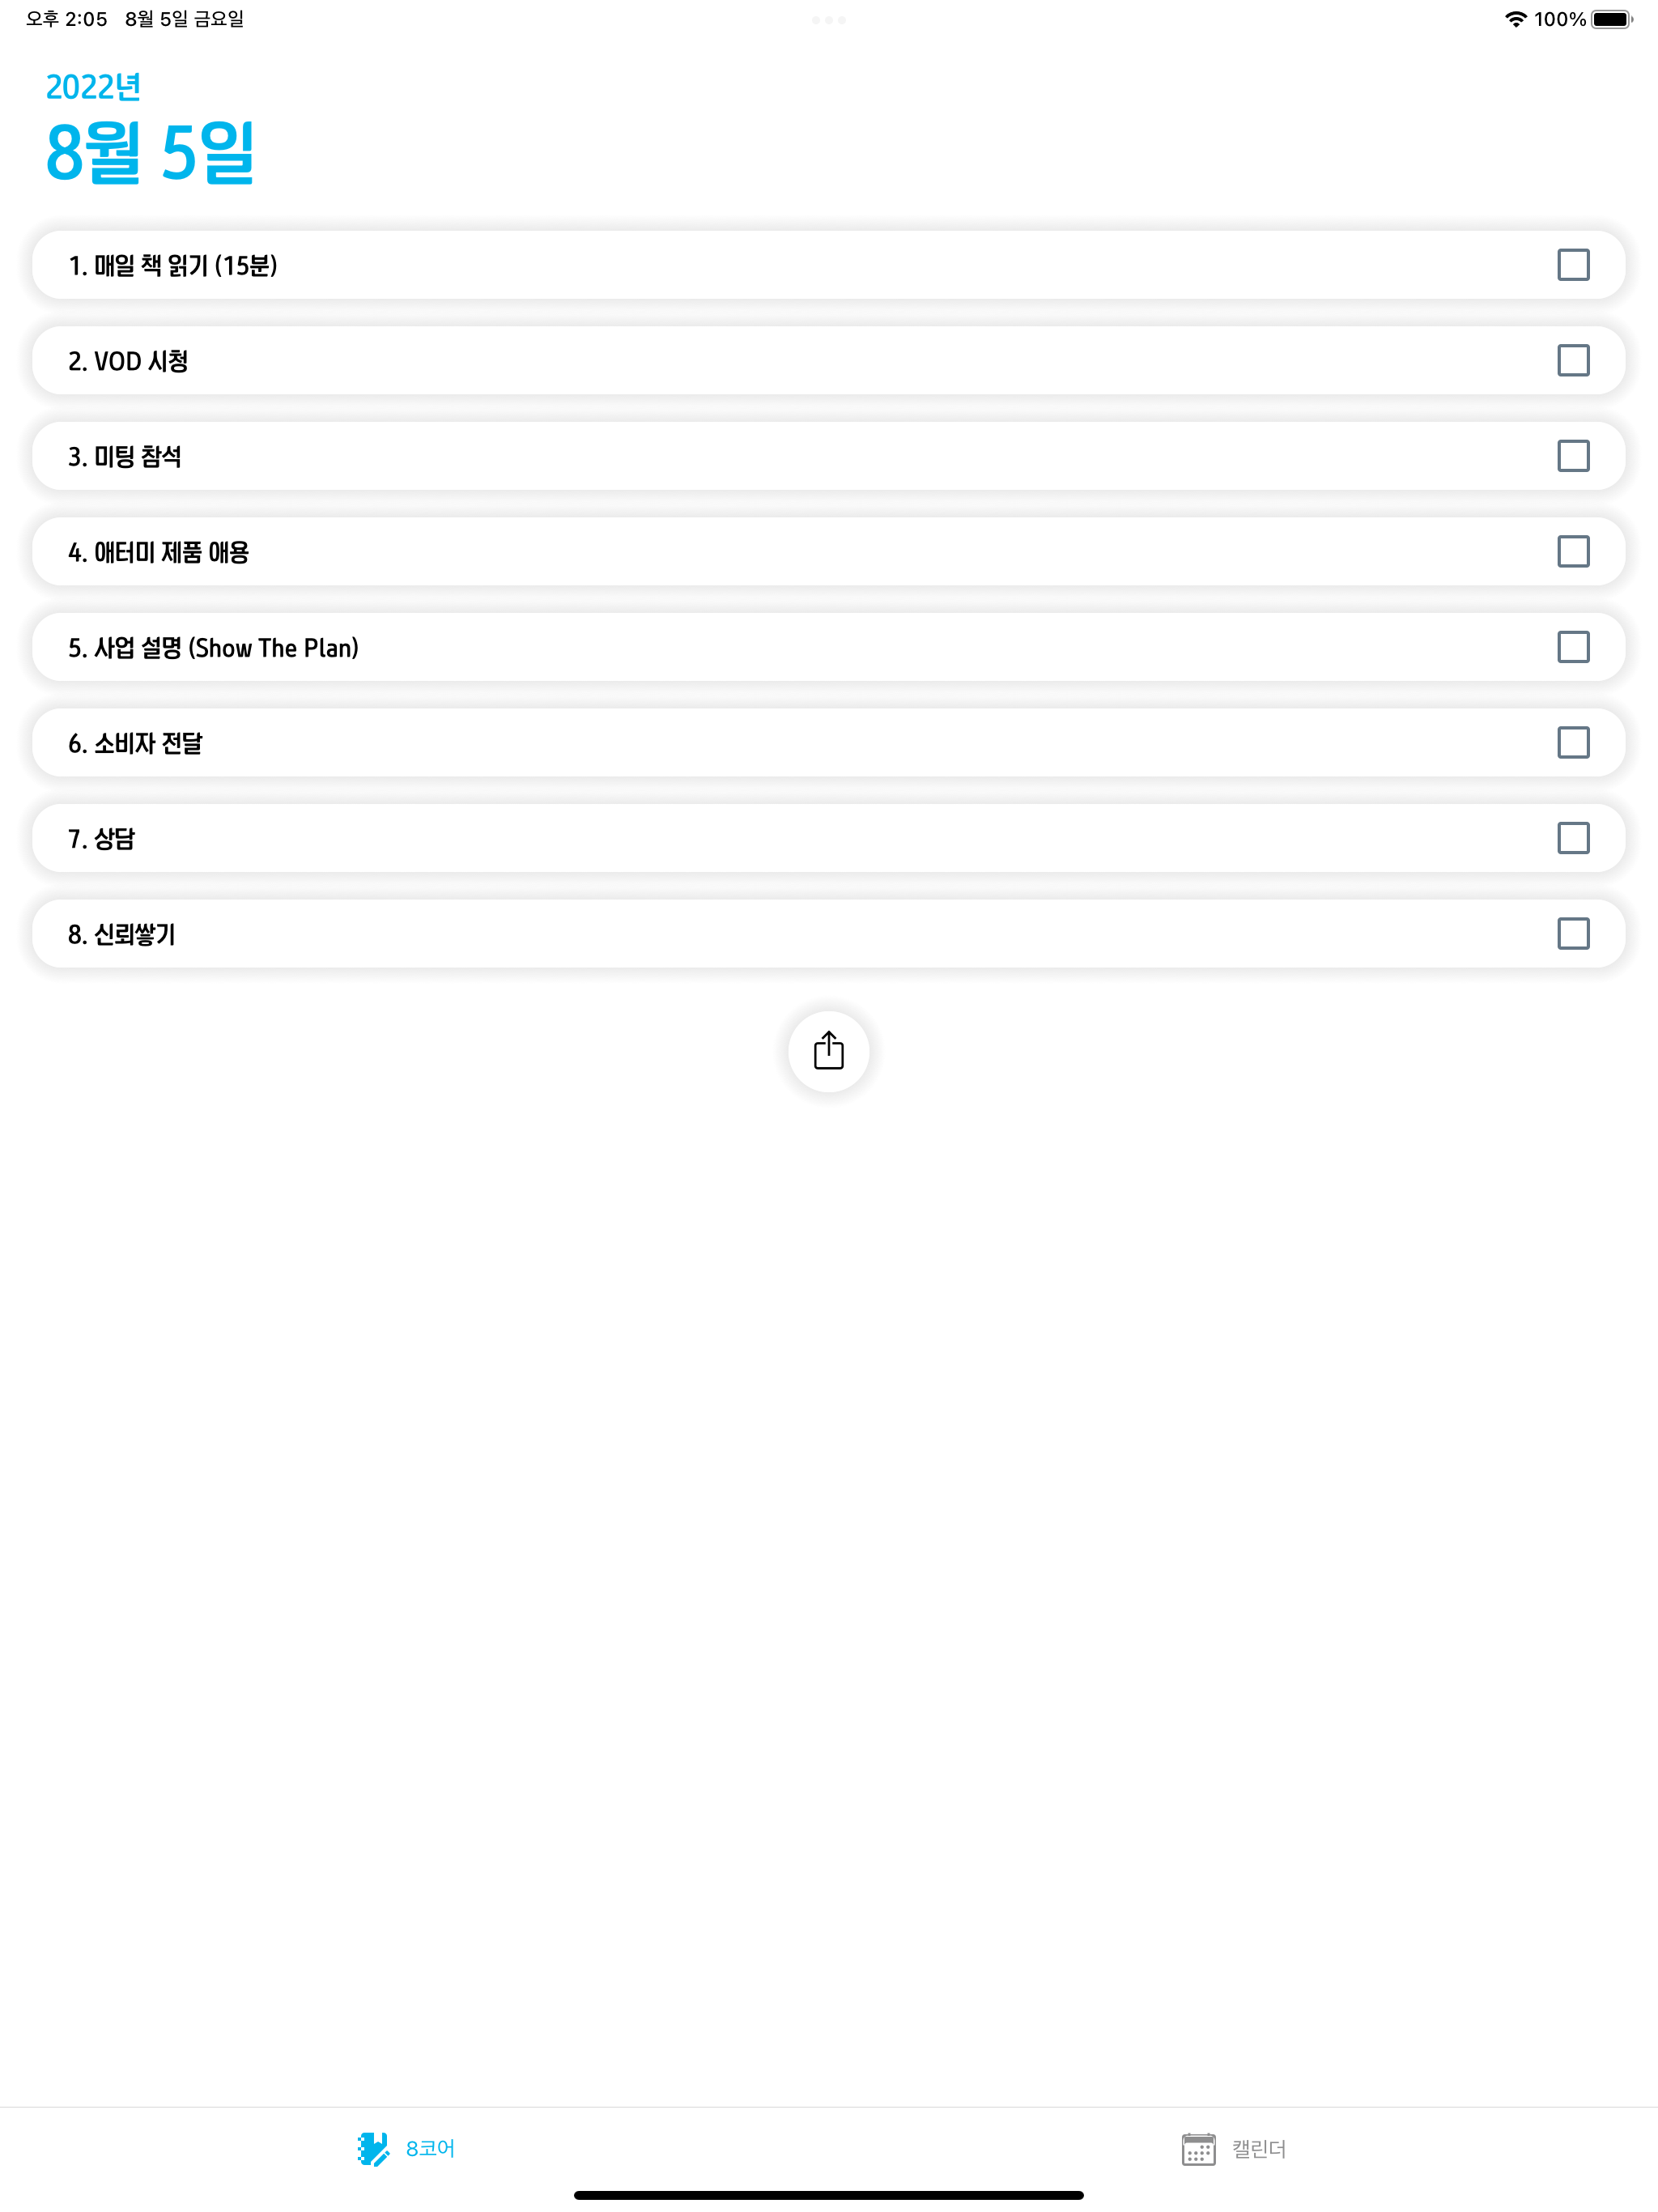 오후 2:05 8월 5일 금요일 100%
2022년
8월 5일
1. 매일 책 읽기 (15분)
2. VOD 시청
3. 미팅 참석
4. 애터미 제품 애용
5. 사업 설명 (Show The Plan)
6. 소비자 전달
7. 상담
8. 신뢰쌓기
8코어 캘린더